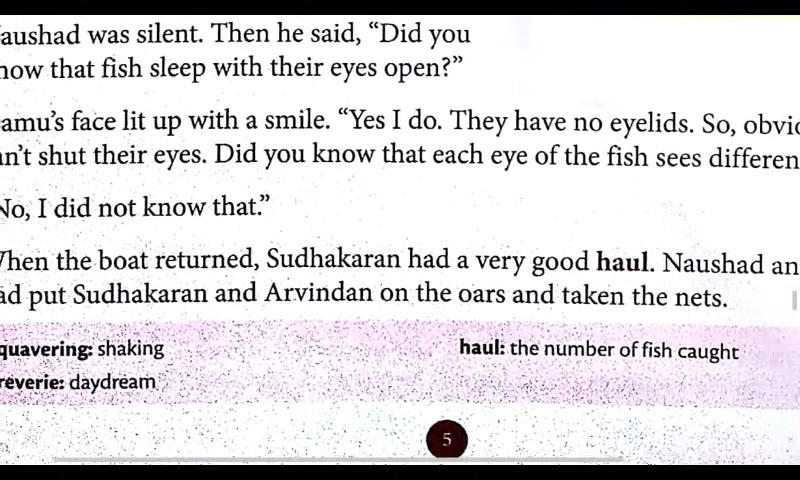 aushad was silent. Then he said, “Did you
now that fish sleep with their eyes open?”
amu’s face lit up with a smile. “Yes I do. They have no eyelids. So, obvio
an’t shut their eyes. Did you know that each eye of the fish sees differen
No, I did not know that.”
When the boat returned, Sudhakaran had a very good haul. Naushad an
ad put Sudhakaran and Arvindan on the oars and taken the nets.
quavering: shaking
haul: the number of fish caught
reverie: daydream
5